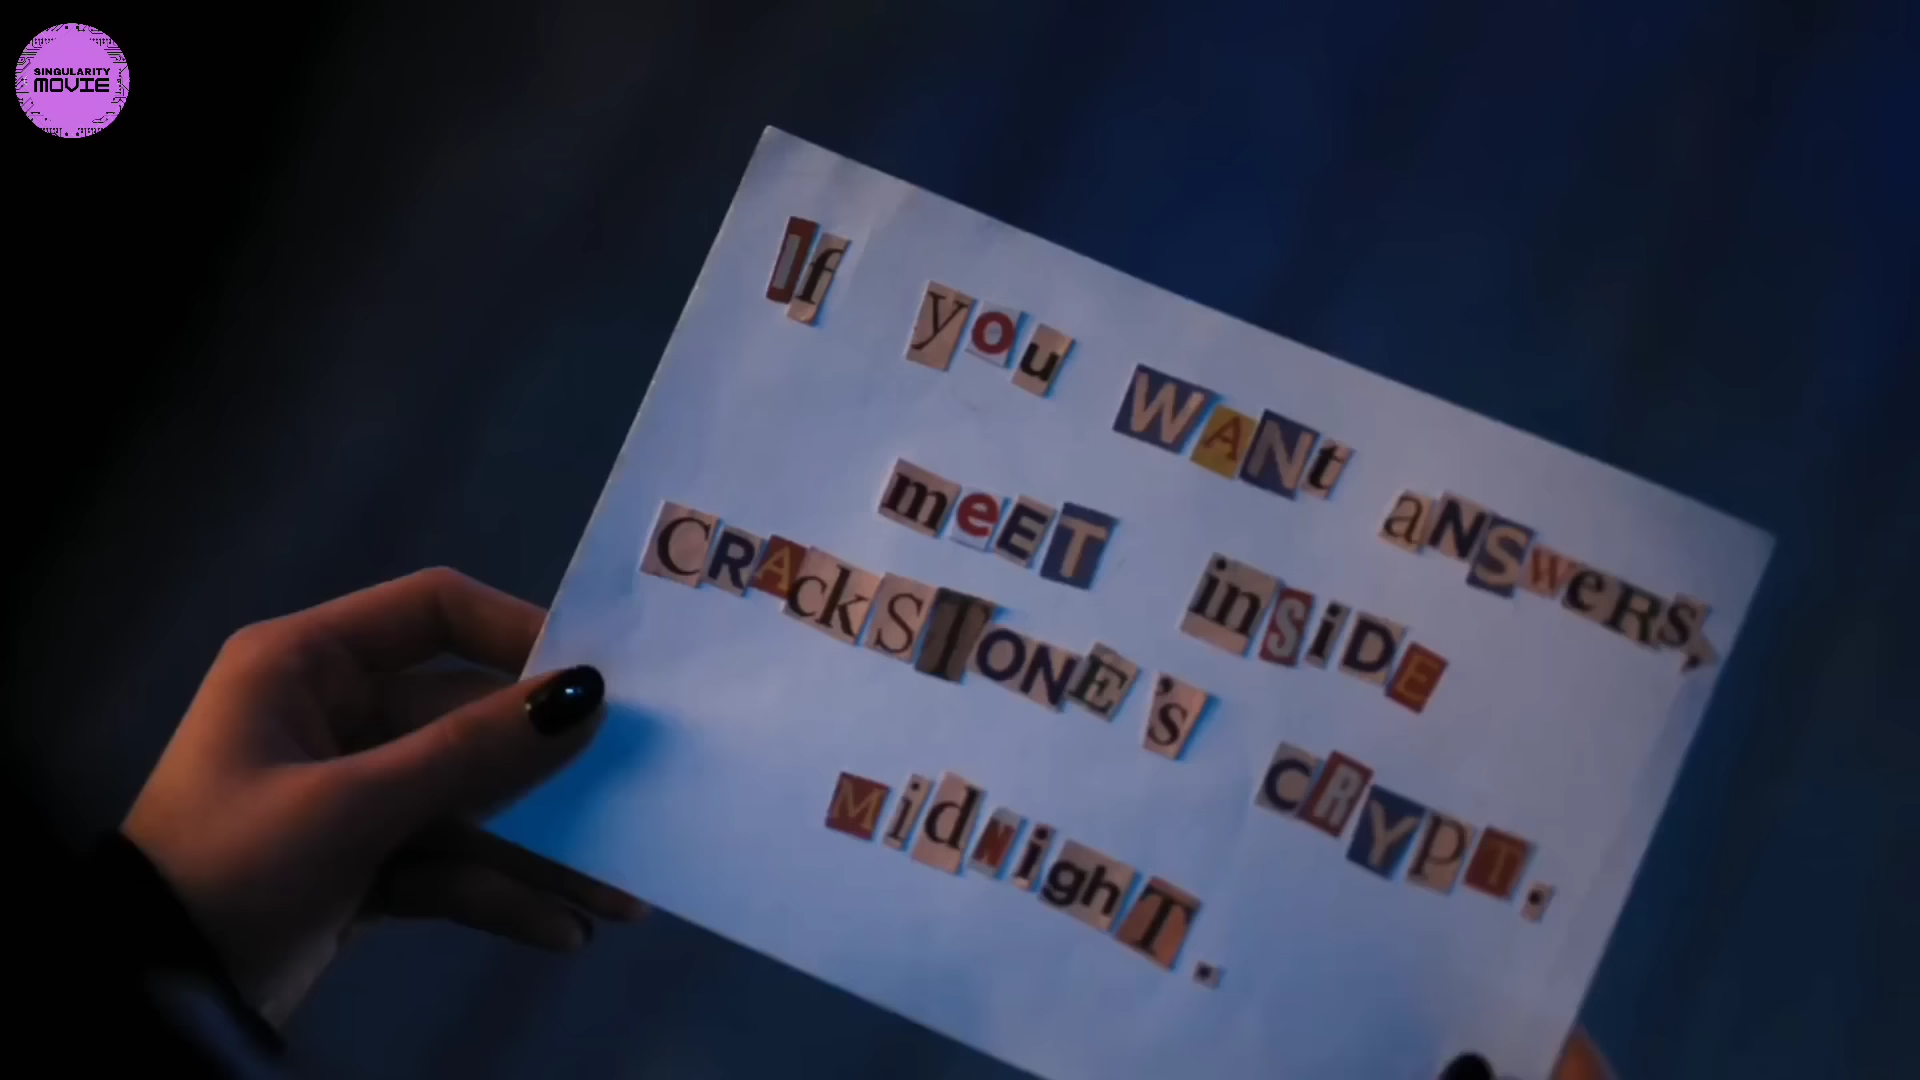 SINGULARITY
MOVIE
If you WANt aNSweRs,
meET inSiDE
CRAckSTONE's CRYpT.
MidNighT.